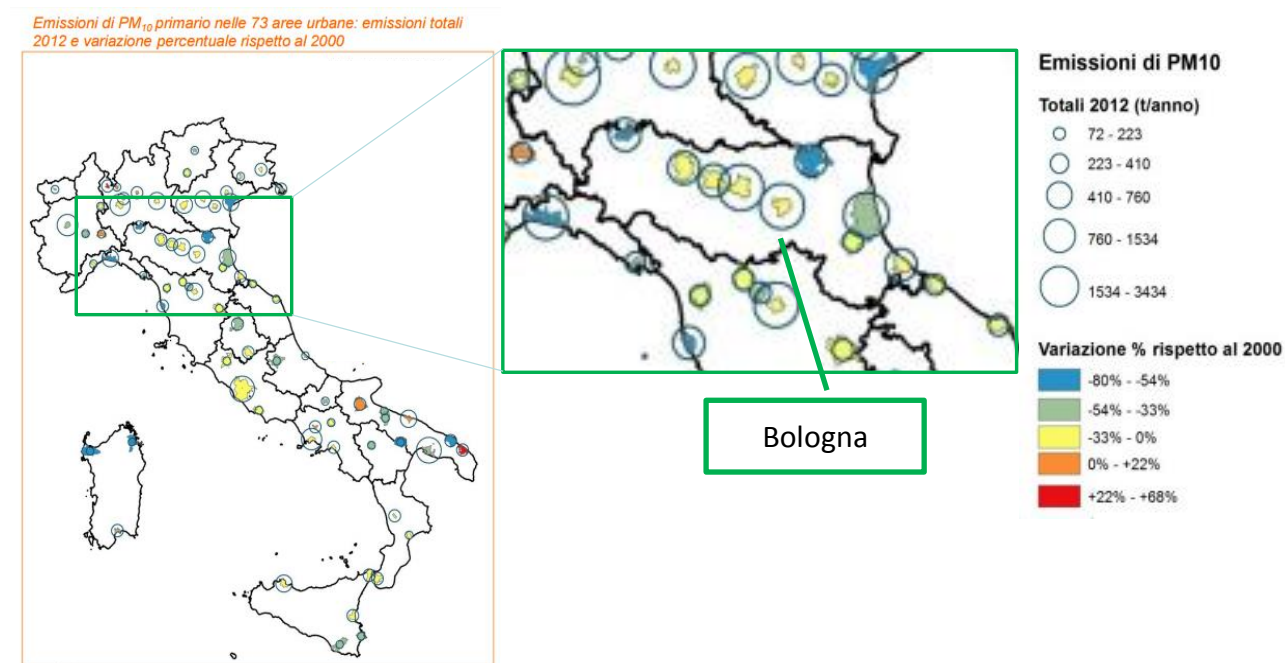 Emissioni di PM10 primario nelle 73 aree urbane: emissioni totali
2012 e variazione percentuale rispetto al 2000
Bologna
Emissioni di PM10
Totali 2012 (t/anno)
72 - 223
223 - 410
410 - 760
760 - 1534
1534 - 3434
Variazione % rispetto al 2000
-80% - -54%
-54% - -33%
-33% - 0%
0% - +22%
+22% - +68%